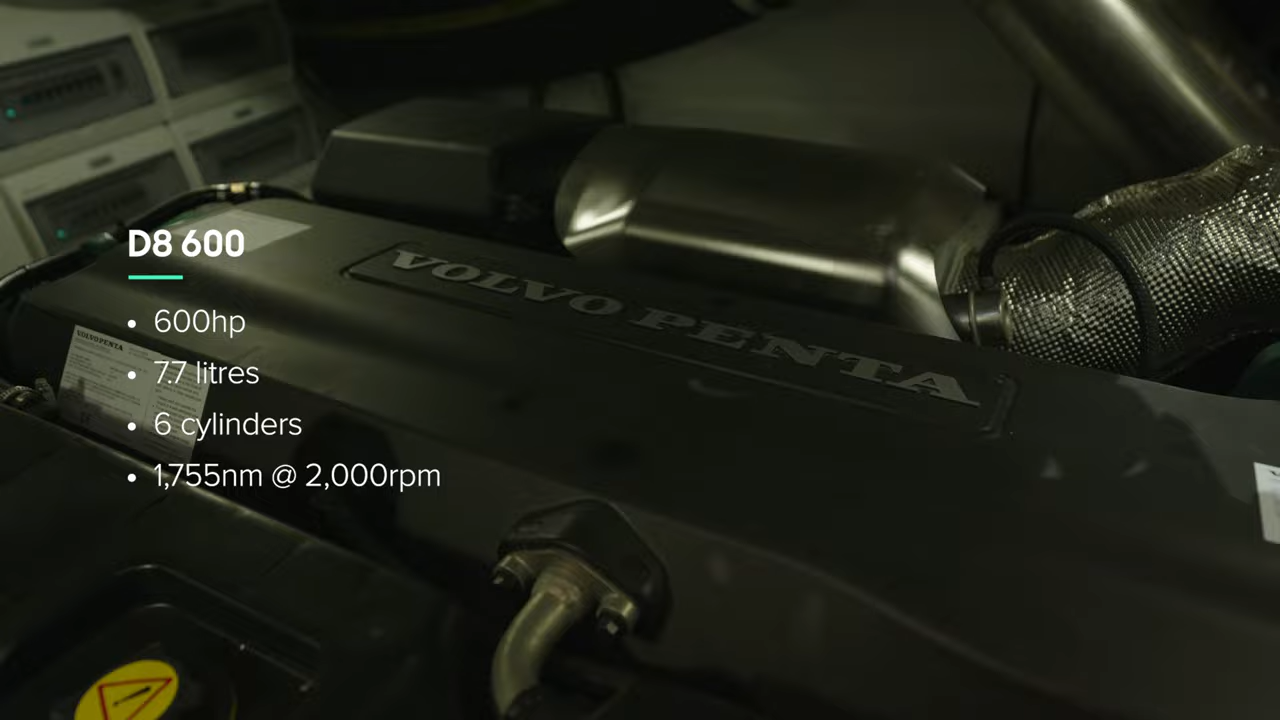 D8 600
600hp
7.7 litres
6 cylinders
1,755nm @ 2,000rpm
VOLVO PENTA
VOLVO PENTA